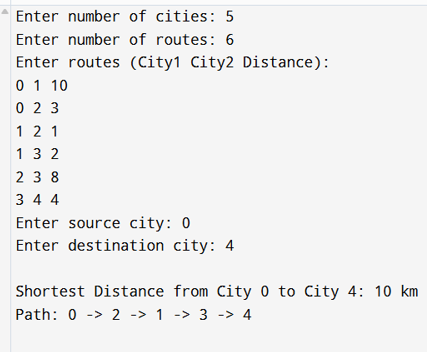 Enter number of cities: 5
Enter number of routes: 6
Enter routes (City1 City2 Distance):
0 1 10
0 2 3
1 2 1
1 3 2
2 3 8
3 4 4
Enter source city: 0
Enter destination city: 4
Shortest Distance from City 0 to City 4: 10 km
Path: 0 -> 2 -> 1 -> 3 -> 4